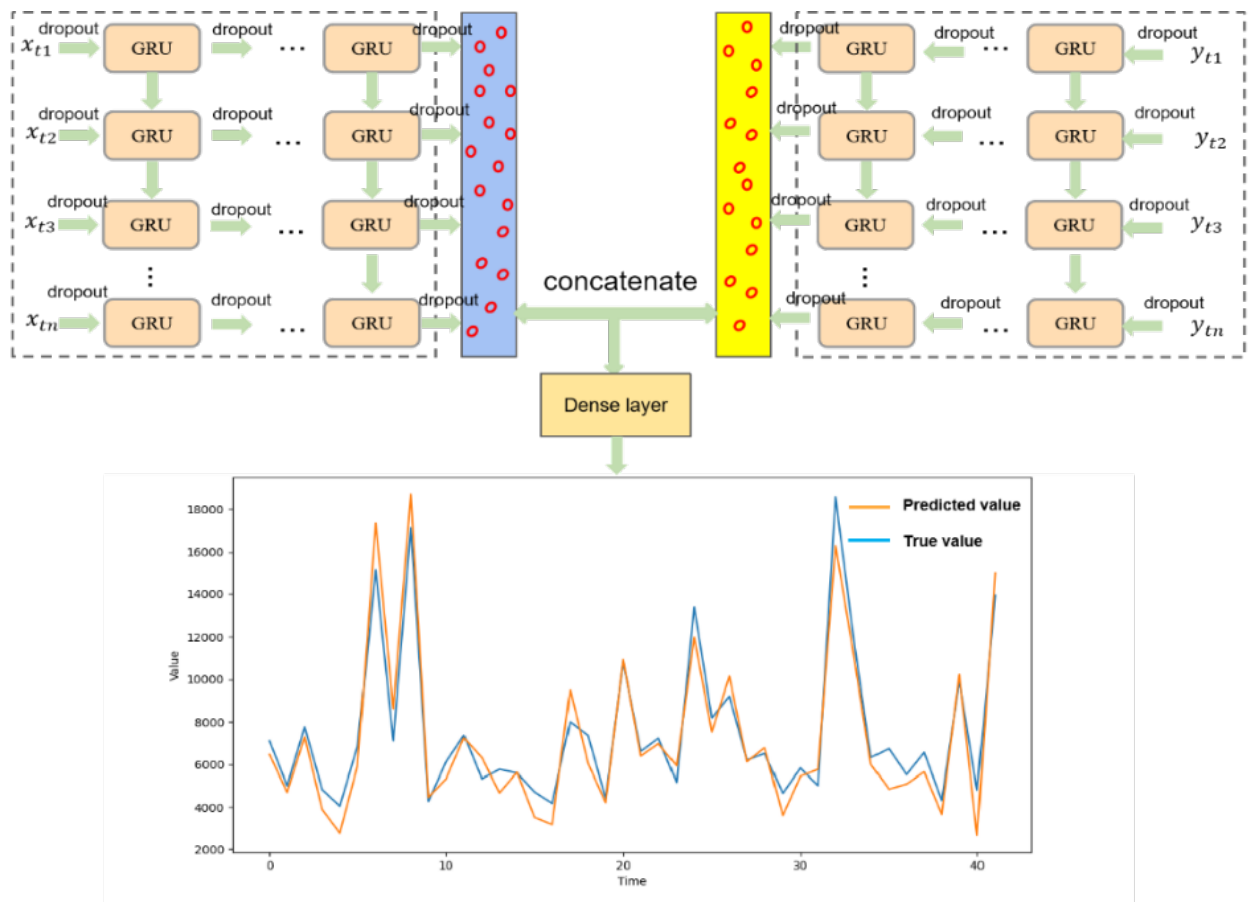 dropout dropout dropout dropout dropout dropout
x_{t1} GRU ... GRU GRU ... GRU y_{t1}
dropout dropout dropout dropout dropout dropout
x_{t2} GRU ... GRU GRU ... GRU y_{t2}
dropout dropout dropout dropout dropout dropout
x_{t3} GRU ... GRU GRU ... GRU y_{t3}
⋮ ⋮
concatenate
dropout dropout dropout dropout dropout dropout
x_{tn} GRU ... GRU GRU ... GRU y_{tn}
Dense layer
Predicted value
True value
18000
16000
14000
12000
10000
8000
6000
4000
2000
Value
0 10 20 30 40
Time